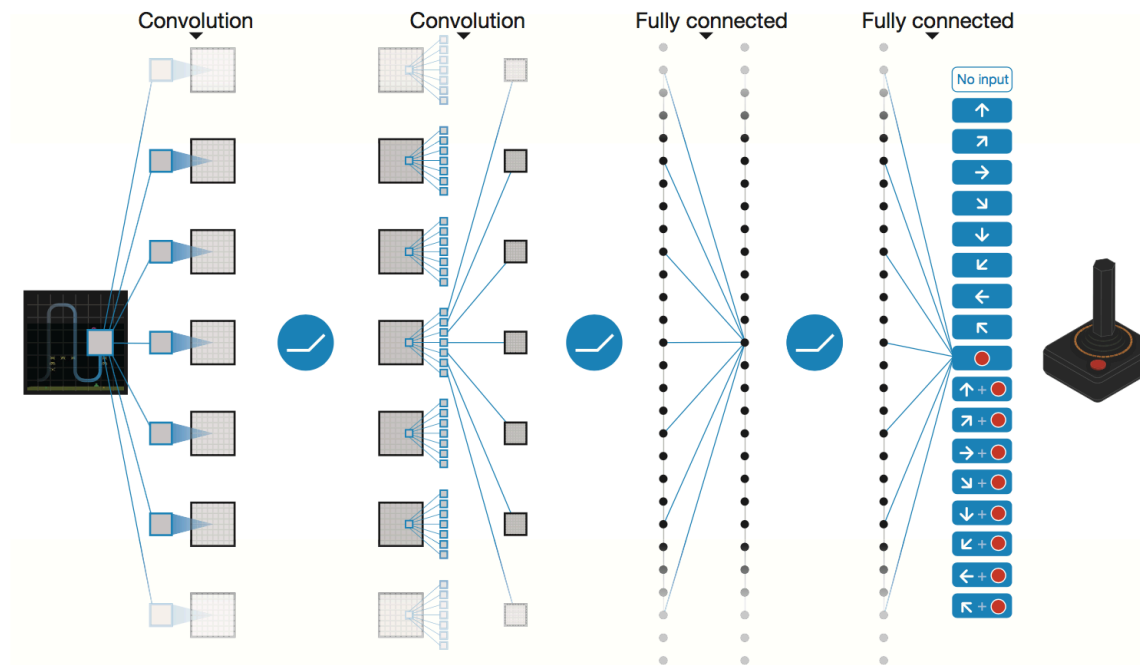 Convolution
Convolution
Fully connected
Fully connected
No input
+
+
+
+
+
+
+
+